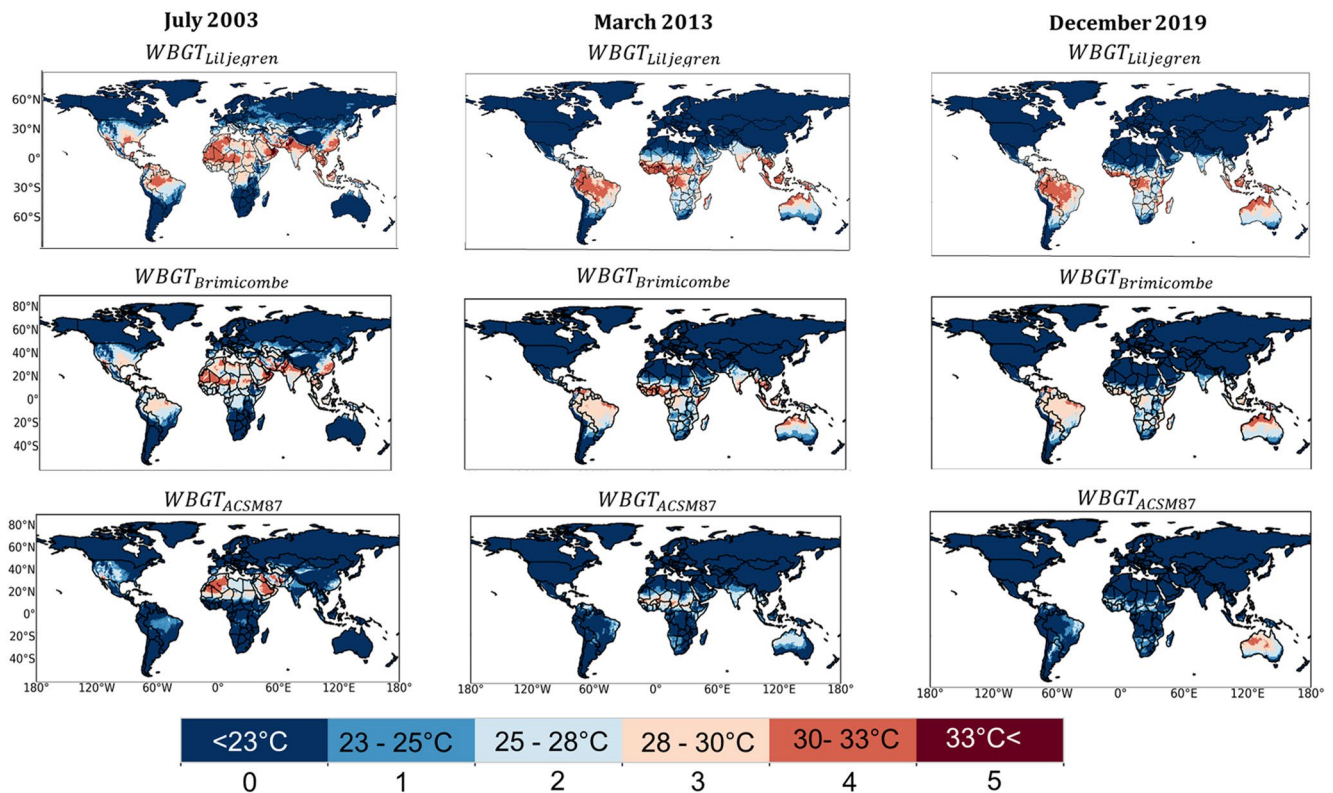 July 2003 March 2013 December 2019
WBGT_Liljegren WBGT_Liljegren WBGT_Liljegren
60°N
30°N
0°
30°S
60°S
WBGT_Brimicombe WBGT_Brimicombe WBGT_Brimicombe
80°N
60°N
40°N
20°N
0°
20°S
40°S
WBGT_ACSM87 WBGT_ACSM87 WBGT_ACSM87
80°N
60°N
40°N
20°N
0°
20°S
40°S
180° 120°W 60°W 0° 60°E 120°E 180° 180° 120°W 60°W 0° 60°E 120°E 180° 180° 120°W 60°W 0° 60°E 120°E 180°
<23°C 23 - 25°C 25 - 28°C 28 - 30°C 30- 33°C 33°C<
0 1 2 3 4 5